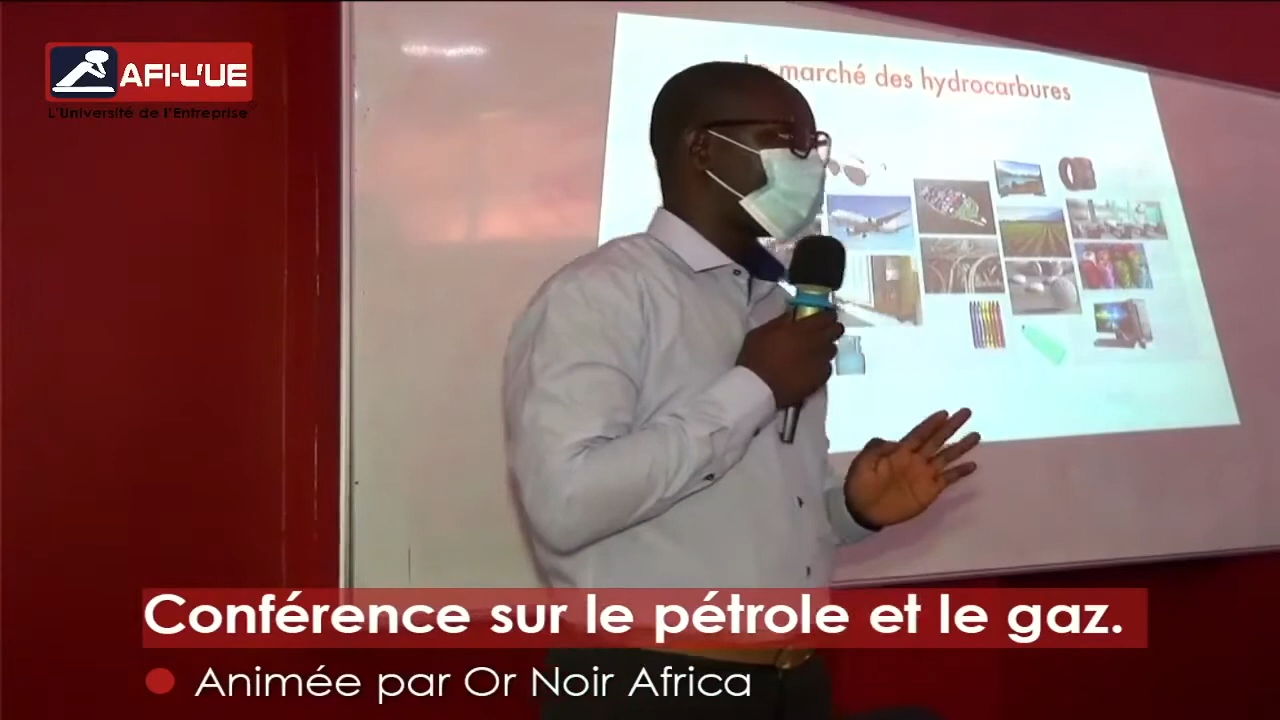 AFI-L'UE
L'Université de l'Entreprise
marché des hydrocarbures
Conférence sur le pétrole et le gaz.
Animée par Or Noir Africa